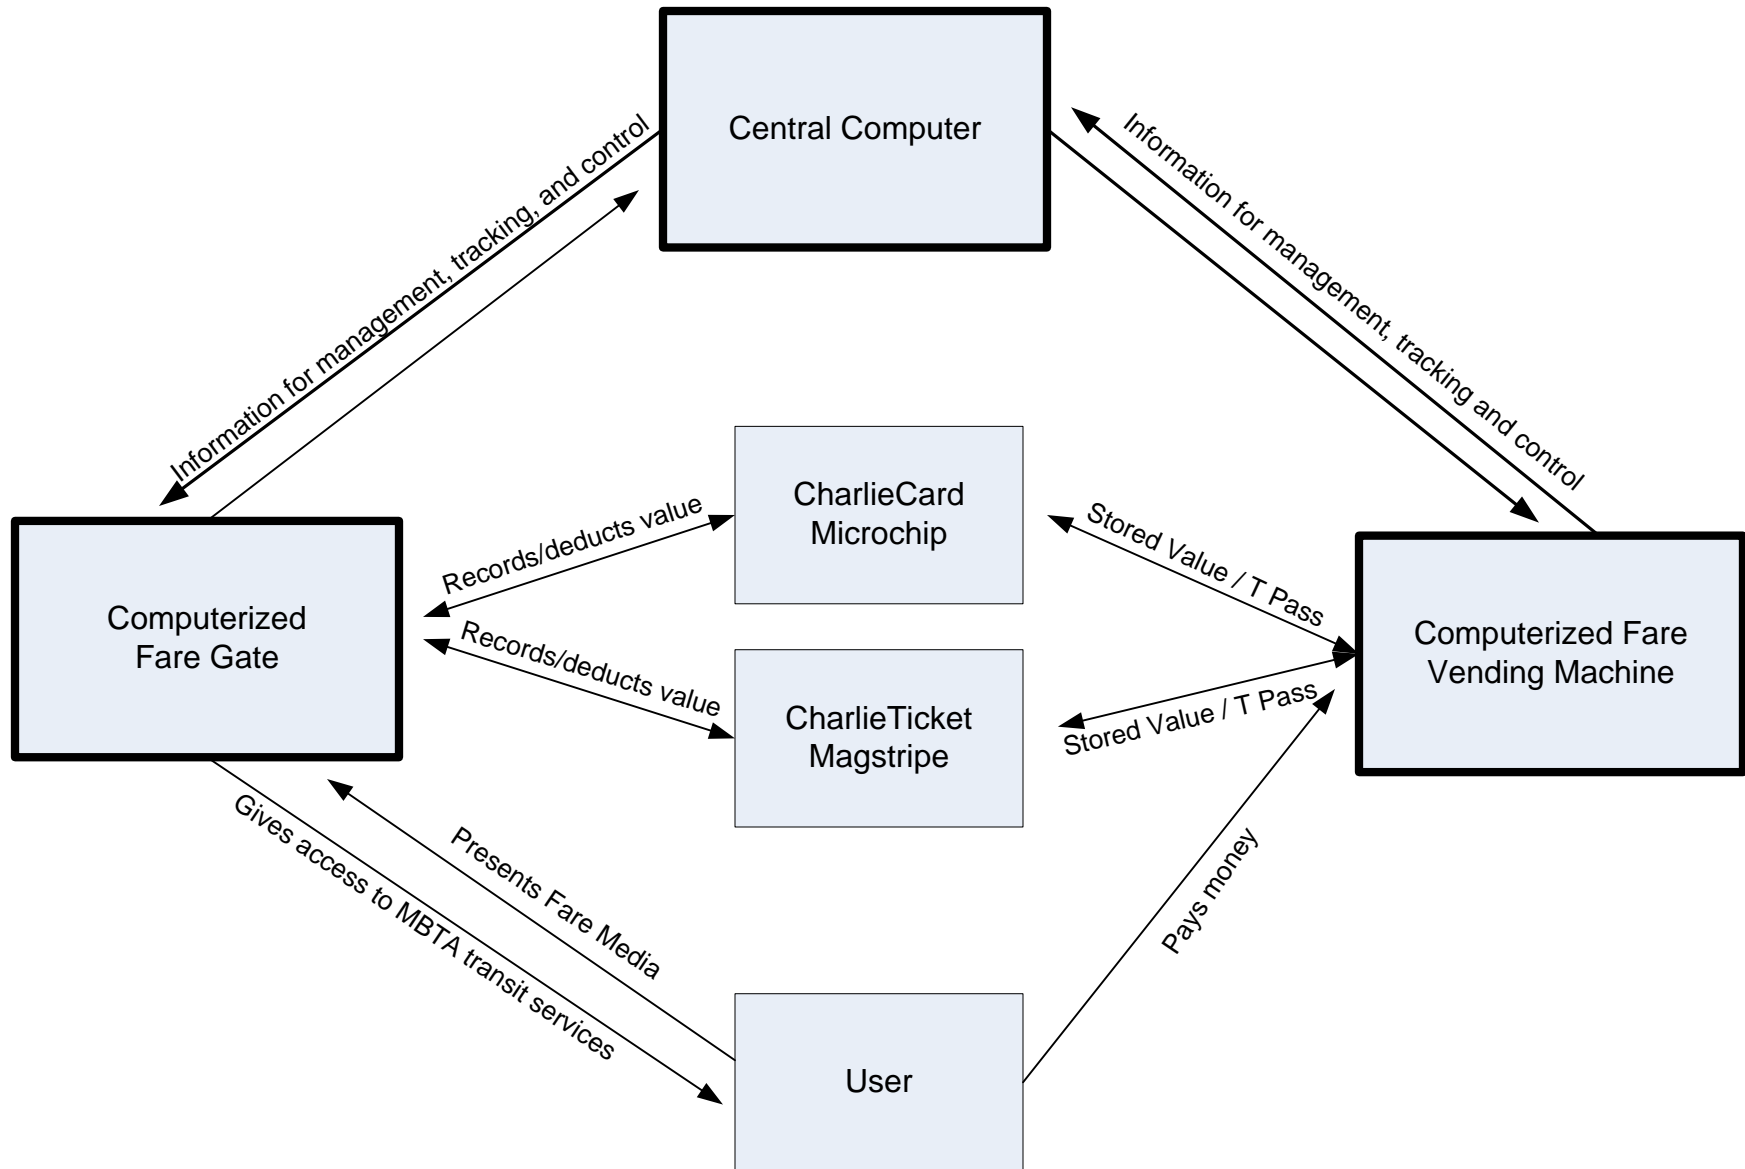 Central Computer
Information for management, tracking, and control
Information for management, tracking and control
CharlieCard
Microchip
Records/deducts value
Stored Value / T Pass
Computerized
Fare Gate
Computerized Fare
Vending Machine
Records/deducts value
CharlieTicket
Magstripe
Stored Value / T Pass
Gives access to MBTA transit services
Presents Fare Media
Pays money
User